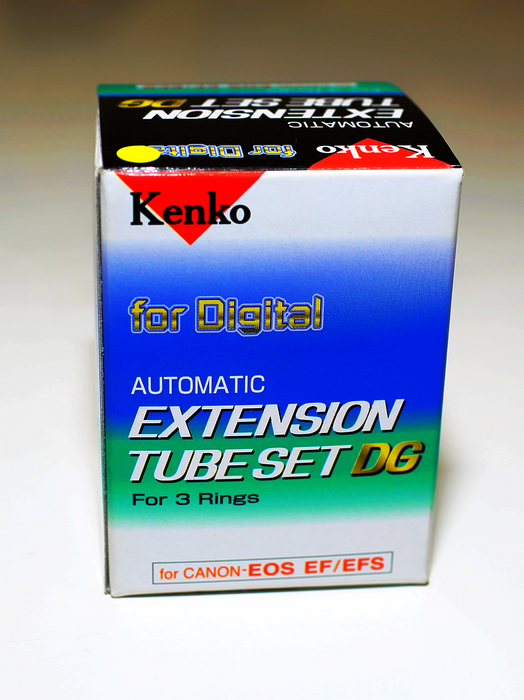 EXTENSION
TUBE SET DG
AUTOMATIC
for Digital
Kenko
Kenko
for Digital
AUTOMATIC
EXTENSION
TUBE SET DG
For 3 Rings
for CANON-EOS EF/EFS